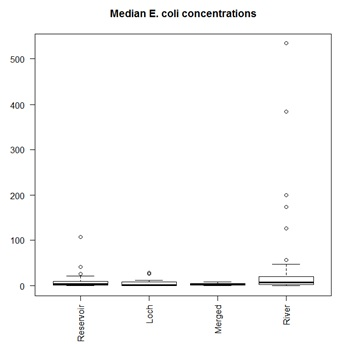 Median E. coli concentrations
500
400
300
200
100
0
Reservoir
Loch
Merged
River